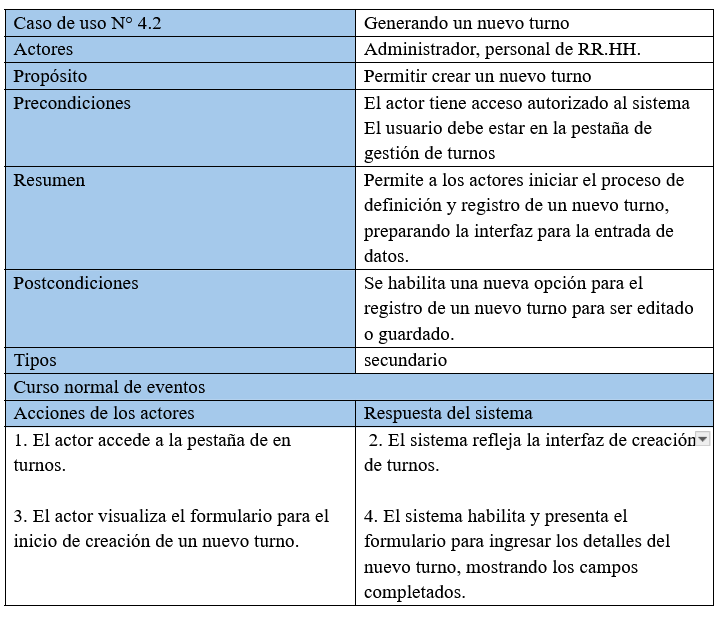 Caso de uso N° 4.2
Generando un nuevo turno
Actores
Administrador, personal de RR.HH.
Propósito
Permitir crear un nuevo turno
Precondiciones
El actor tiene acceso autorizado al sistema
El usuario debe estar en la pestaña de
gestión de turnos
Resumen
Permite a los actores iniciar el proceso de
definición y registro de un nuevo turno,
preparando la interfaz para la entrada de
datos.
Postcondiciones
Se habilita una nueva opción para el
registro de un nuevo turno para ser editado
o guardado.
Tipos
secundario
Curso normal de eventos
Acciones de los actores
Respuesta del sistema
1. El actor accede a la pestaña de en
turnos.
2. El sistema refleja la interfaz de creación
de turnos.
3. El actor visualiza el formulario para el
inicio de creación de un nuevo turno.
4. El sistema habilita y presenta el
formulario para ingresar los detalles del
nuevo turno, mostrando los campos
completados.